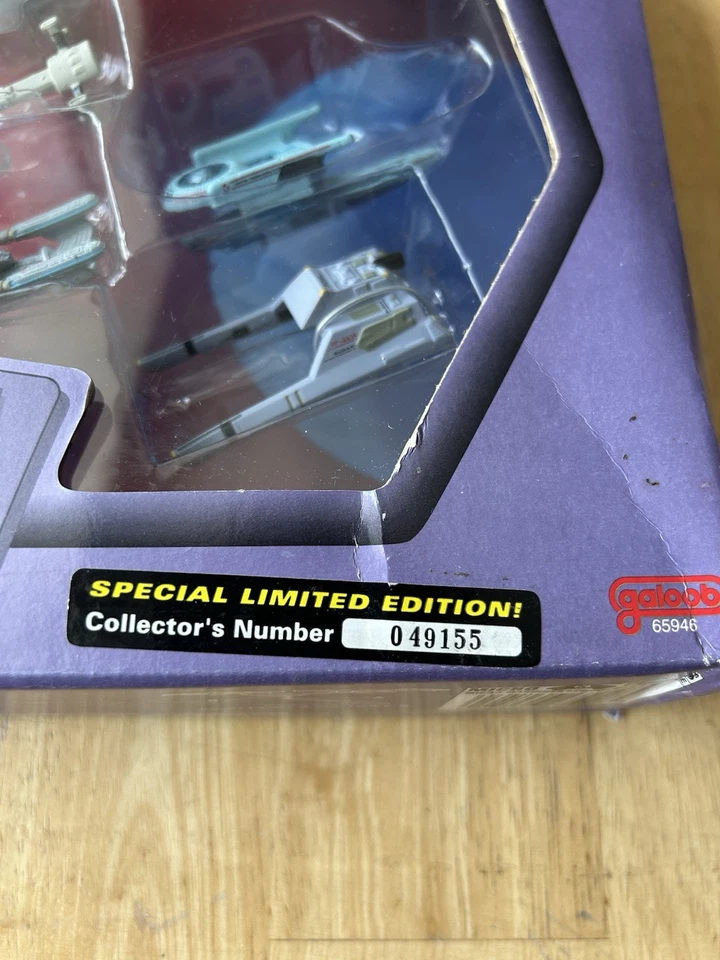 SPECIAL LIMITED EDITION!
Collector's Number 049155
galoob
65946